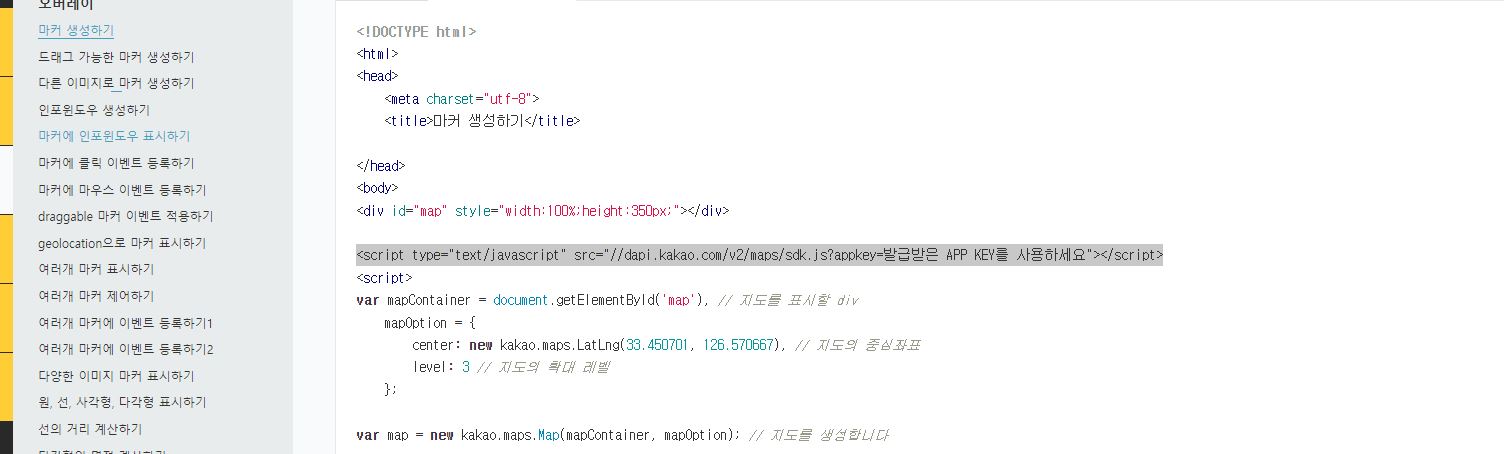 오버레이
마커 생성하기
드래그 가능한 마커 생성하기
다른 이미지로 마커 생성하기
인포윈도우 생성하기
마커에 인포윈도우 표시하기
마커에 클릭 이벤트 등록하기
마커에 마우스 이벤트 등록하기
draggable 마커 이벤트 적용하기
geolocation으로 마커 표시하기
여러개 마커 표시하기
여러개 마커 제어하기
여러개 마커에 이벤트 등록하기1
여러개 마커에 이벤트 등록하기2
다양한 이미지 마커 표시하기
원, 선, 사각형, 다각형 표시하기
선의 거리 계산하기
<!DOCTYPE html>
<html>
<head>
    <meta charset="utf-8">
    <title>마커 생성하기</title>
</head>
<body>
<div id="map" style="width:100%;height:350px;"></div>
<script type="text/javascript" src="//dapi.kakao.com/v2/maps/sdk.js?appkey=발급받은 APP KEY를 사용하세요"></script>
<script>
var mapContainer = document.getElementById('map'), // 지도를 표시할 div
    mapOption = {
        center: new kakao.maps.LatLng(33.450701, 126.570667), // 지도의 중심좌표
        level: 3 // 지도의 확대 레벨
    };
var map = new kakao.maps.Map(mapContainer, mapOption); // 지도를 생성합니다